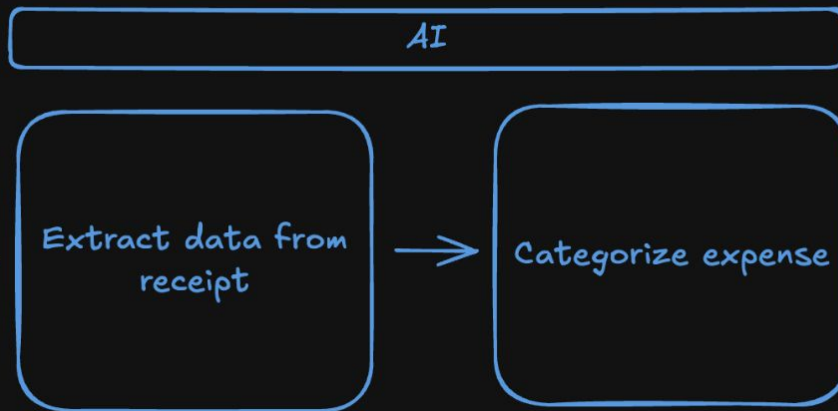 AI
Extract data from
receipt
Categorize expense